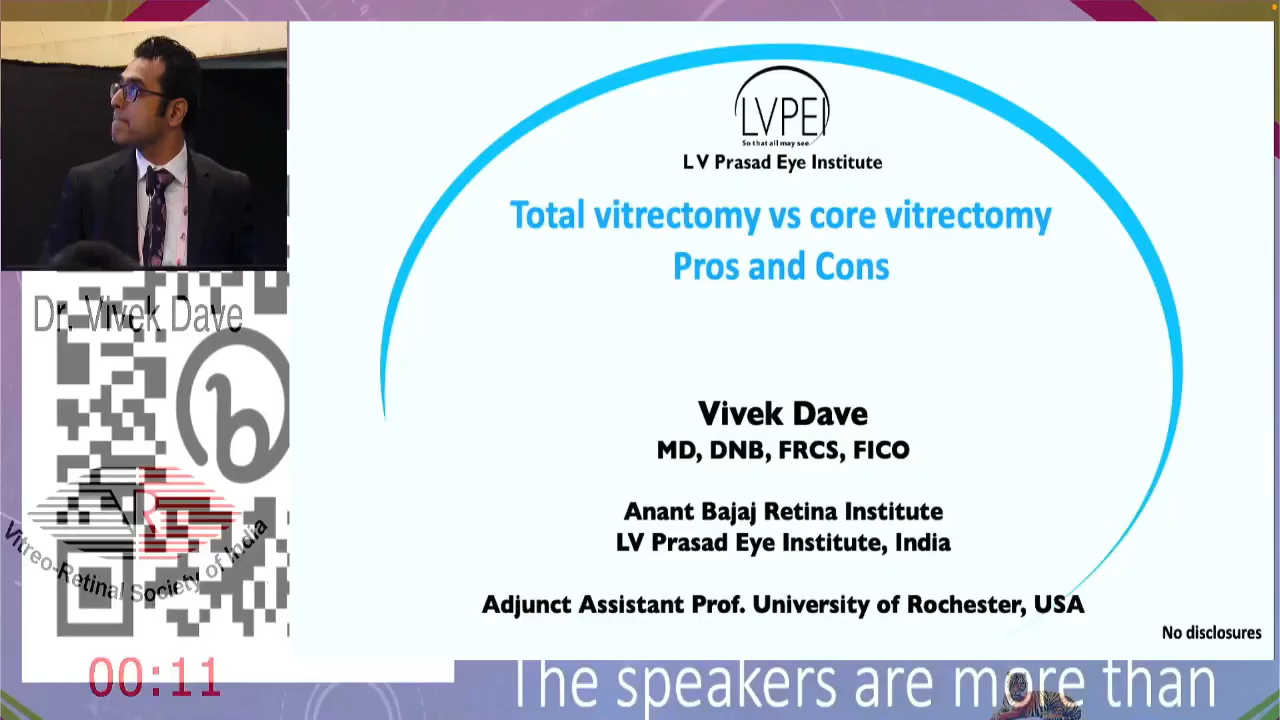 LVPEI
So that all may see
L V Prasad Eye Institute
Total vitrectomy vs core vitrectomy
Pros and Cons
Vivek Dave
MD, DNB, FRCS, FICO
Anant Bajaj Retina Institute
LV Prasad Eye Institute, India
Adjunct Assistant Prof. University of Rochester, USA
No disclosures
Dr. Vivek Dave
b
VR
Vitreo-Retinal Society of India
00:11
The speakers are more than